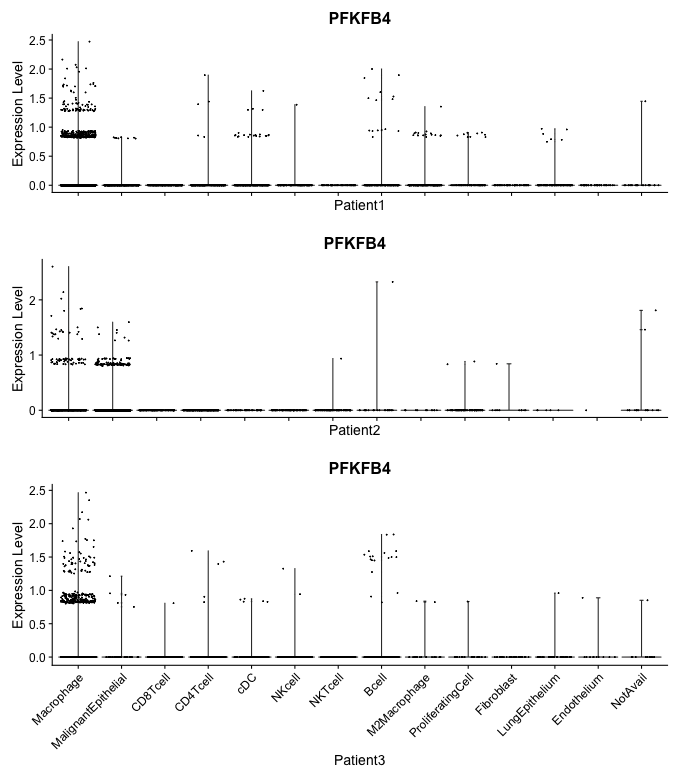 PFKFB4
Expression Level
2.5
2.0
1.5
1.0
0.5
0.0
Patient1
PFKFB4
Expression Level
2
1
0
Patient2
PFKFB4
Expression Level
2.5
2.0
1.5
1.0
0.5
0.0
Macrophage
MalignantEpithelial
CD8Tcell
CD4Tcell
cDC
NKcell
NKTcell
Bcell
M2Macrophage
ProliferatingCell
Fibroblast
LungEpithelium
Endothelium
NotAvail
Patient3